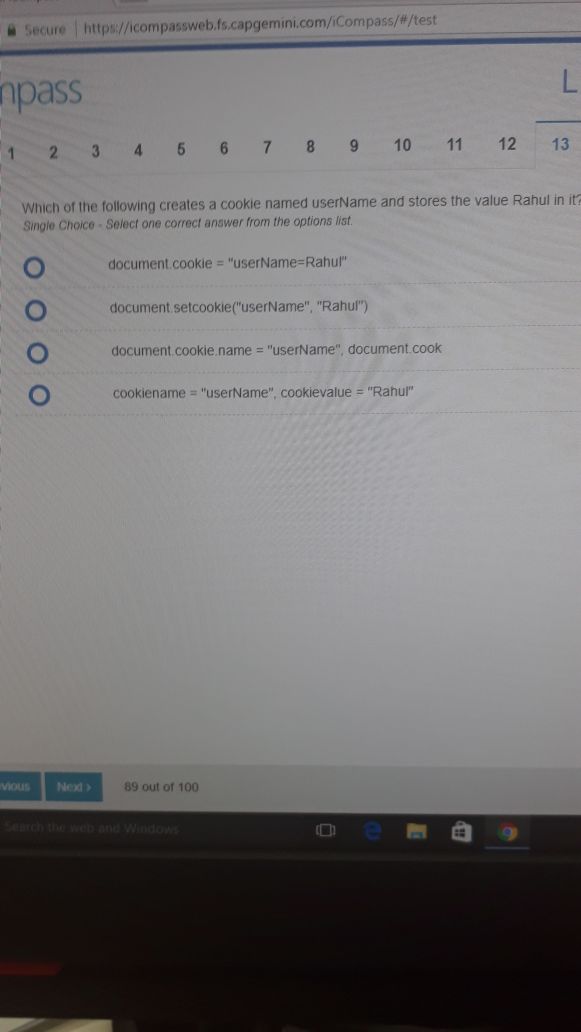 Secure https://icompassweb.fs.capgemini.com/iCompass/#/test
mpass L
1 2 3 4 5 6 7 8 9 10 11 12 13
Which of the following creates a cookie named userName and stores the value Rahul in it?
Single Choice - Select one correct answer from the options list.
document.cookie = "userName=Rahul"
document.setcookie("userName", "Rahul")
document.cookie.name = "userName", document.cook
cookiename = "userName", cookievalue = "Rahul"
vious Next > 89 out of 100
Search the web and Windows